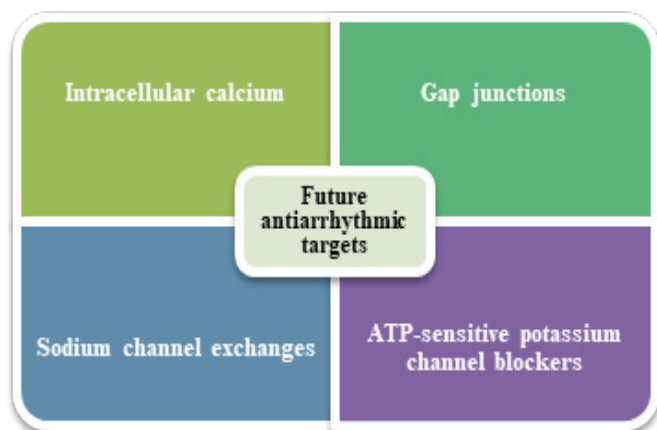 Intracellular calcium
Gap junctions
Future
antiarrhythmic
targets
Sodium channel exchanges
ATP-sensitive potassium
channel blockers